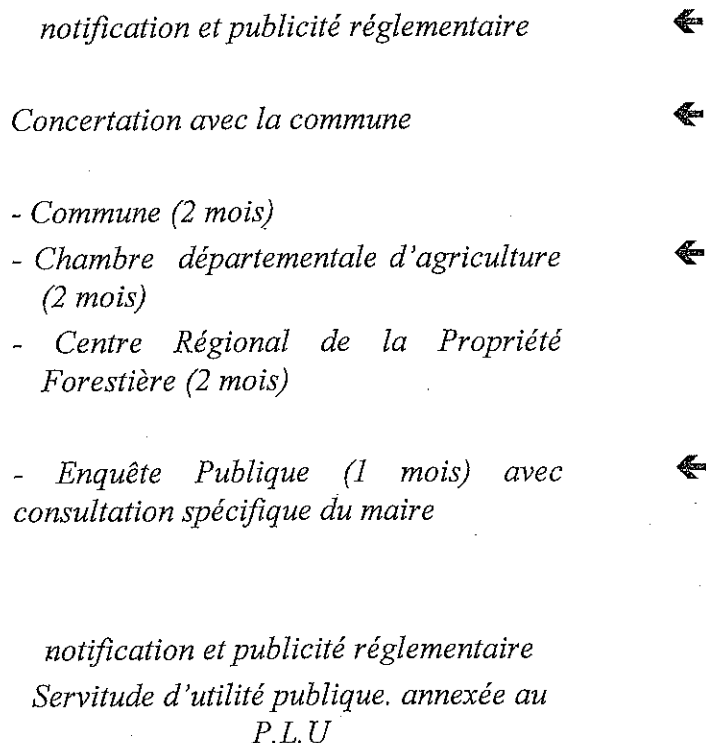 notification et publicité réglementaire
Concertation avec la commune
- Commune (2 mois)
- Chambre départementale d'agriculture
(2 mois)
- Centre Régional de la Propriété
Forestière (2 mois)
- Enquête Publique (1 mois) avec
consultation spécifique du maire
notification et publicité réglementaire
Servitude d'utilité publique. annexée au
P.L.U